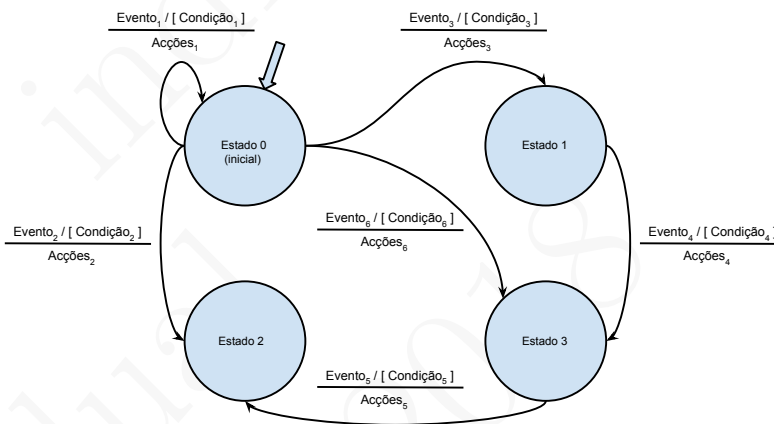 Evento₁ / [ Condição₁ ]
Acções₁
Evento₃ / [ Condição₃ ]
Acções₃
Estado 0
(inicial)
Estado 1
Evento₂ / [ Condição₂ ]
Acções₂
Evento₆ / [ Condição₆ ]
Acções₆
Evento₄ / [ Condição₄ ]
Acções₄
Estado 2
Estado 3
Evento₅ / [ Condição₅ ]
Acções₅
2018